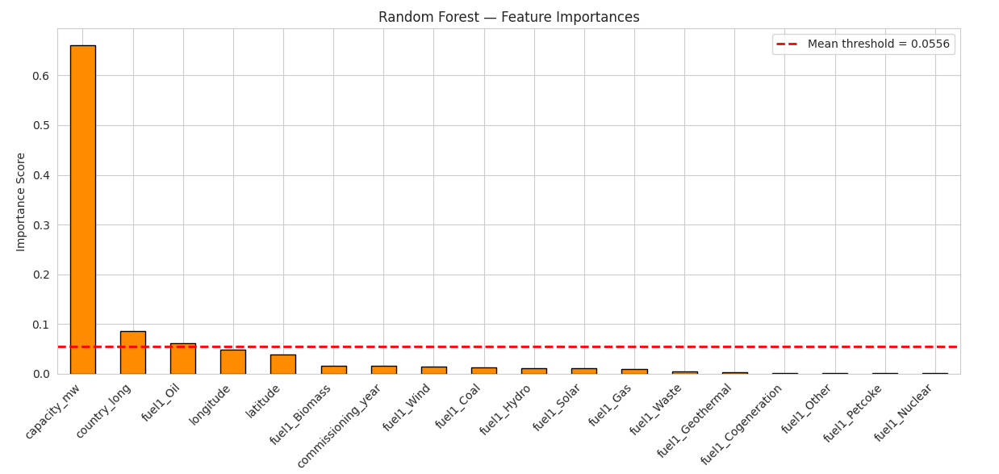 Random Forest — Feature Importances
Mean threshold = 0.0556
Importance Score
0.6
0.5
0.4
0.3
0.2
0.1
0.0
capacity_mw
country_long
fuel1_Oil
longitude
latitude
fuel1_Biomass
commissioning_year
fuel1_Wind
fuel1_Coal
fuel1_Hydro
fuel1_Solar
fuel1_Gas
fuel1_Waste
fuel1_Geothermal
fuel1_Cogeneration
fuel1_Other
fuel1_Petcoke
fuel1_Nuclear